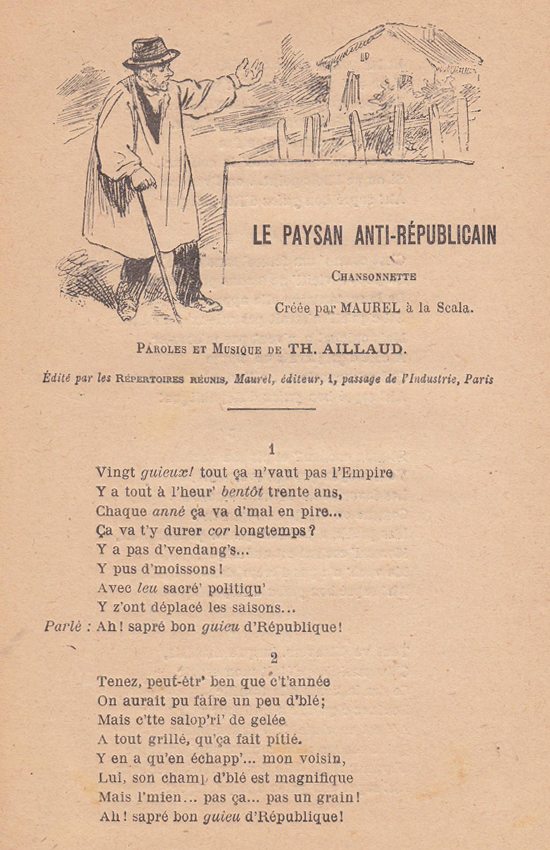 LE PAYSAN ANTI-RÉPUBLICAIN
CHANSONNETTE
Créée par MAUREL à la Scala.
PAROLES ET MUSIQUE DE TH. AILLAUD.
Édité par les RÉPERTOIRES RÉUNIS, Maurel, éditeur, 1, passage de l'Industrie, Paris
1
Vingt guieux! tout ça n'vaut pas l'Empire
Y a tout à l'heur' bentôt trente ans,
Chaque anné ça va d'mal en pire...
Ça va t'y durer cor longtemps?
Y a pas d'vendang's...
Y pus d'moissons!
Avec leu sacré' politiqu'
Y z'ont déplacé les saisons...
Parlé : Ah! sapré bon guieu d'République!
2
Tenez, peut-êtr' ben que c't'année
On aurait pu faire un peu d'blé;
Mais c'tte salop'ri' de gelée
A tout grillé, qu'ça fait pitié.
Y en a qu'en échapp'... mon voisin,
Lui, son champ d'blé est magnifique
Mais l'mien... pas ça... pas un grain!
Ah! sapré bon guieu d'République!